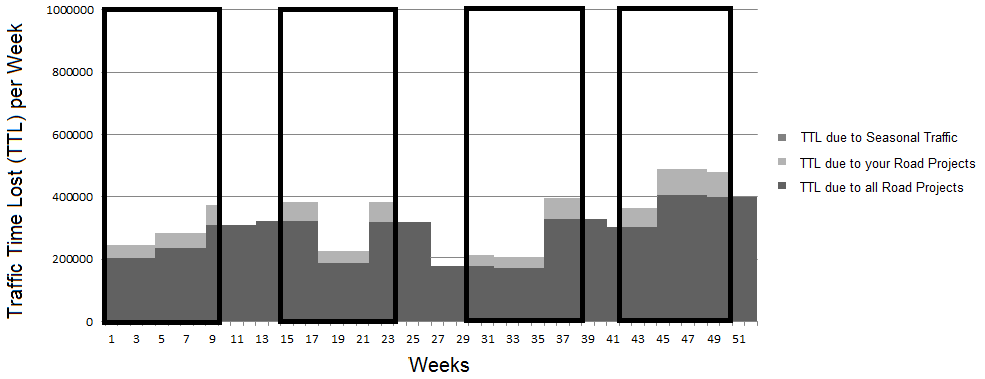 Traffic Time Lost (TTL) per Week
1000000
800000
600000
400000
200000
0
1 3 5 7 9 11 13 15 17 19 21 23 25 27 29 31 33 35 37 39 41 43 45 47 49 51
Weeks
TTL due to Seasonal Traffic
TTL due to your Road Projects
TTL due to all Road Projects